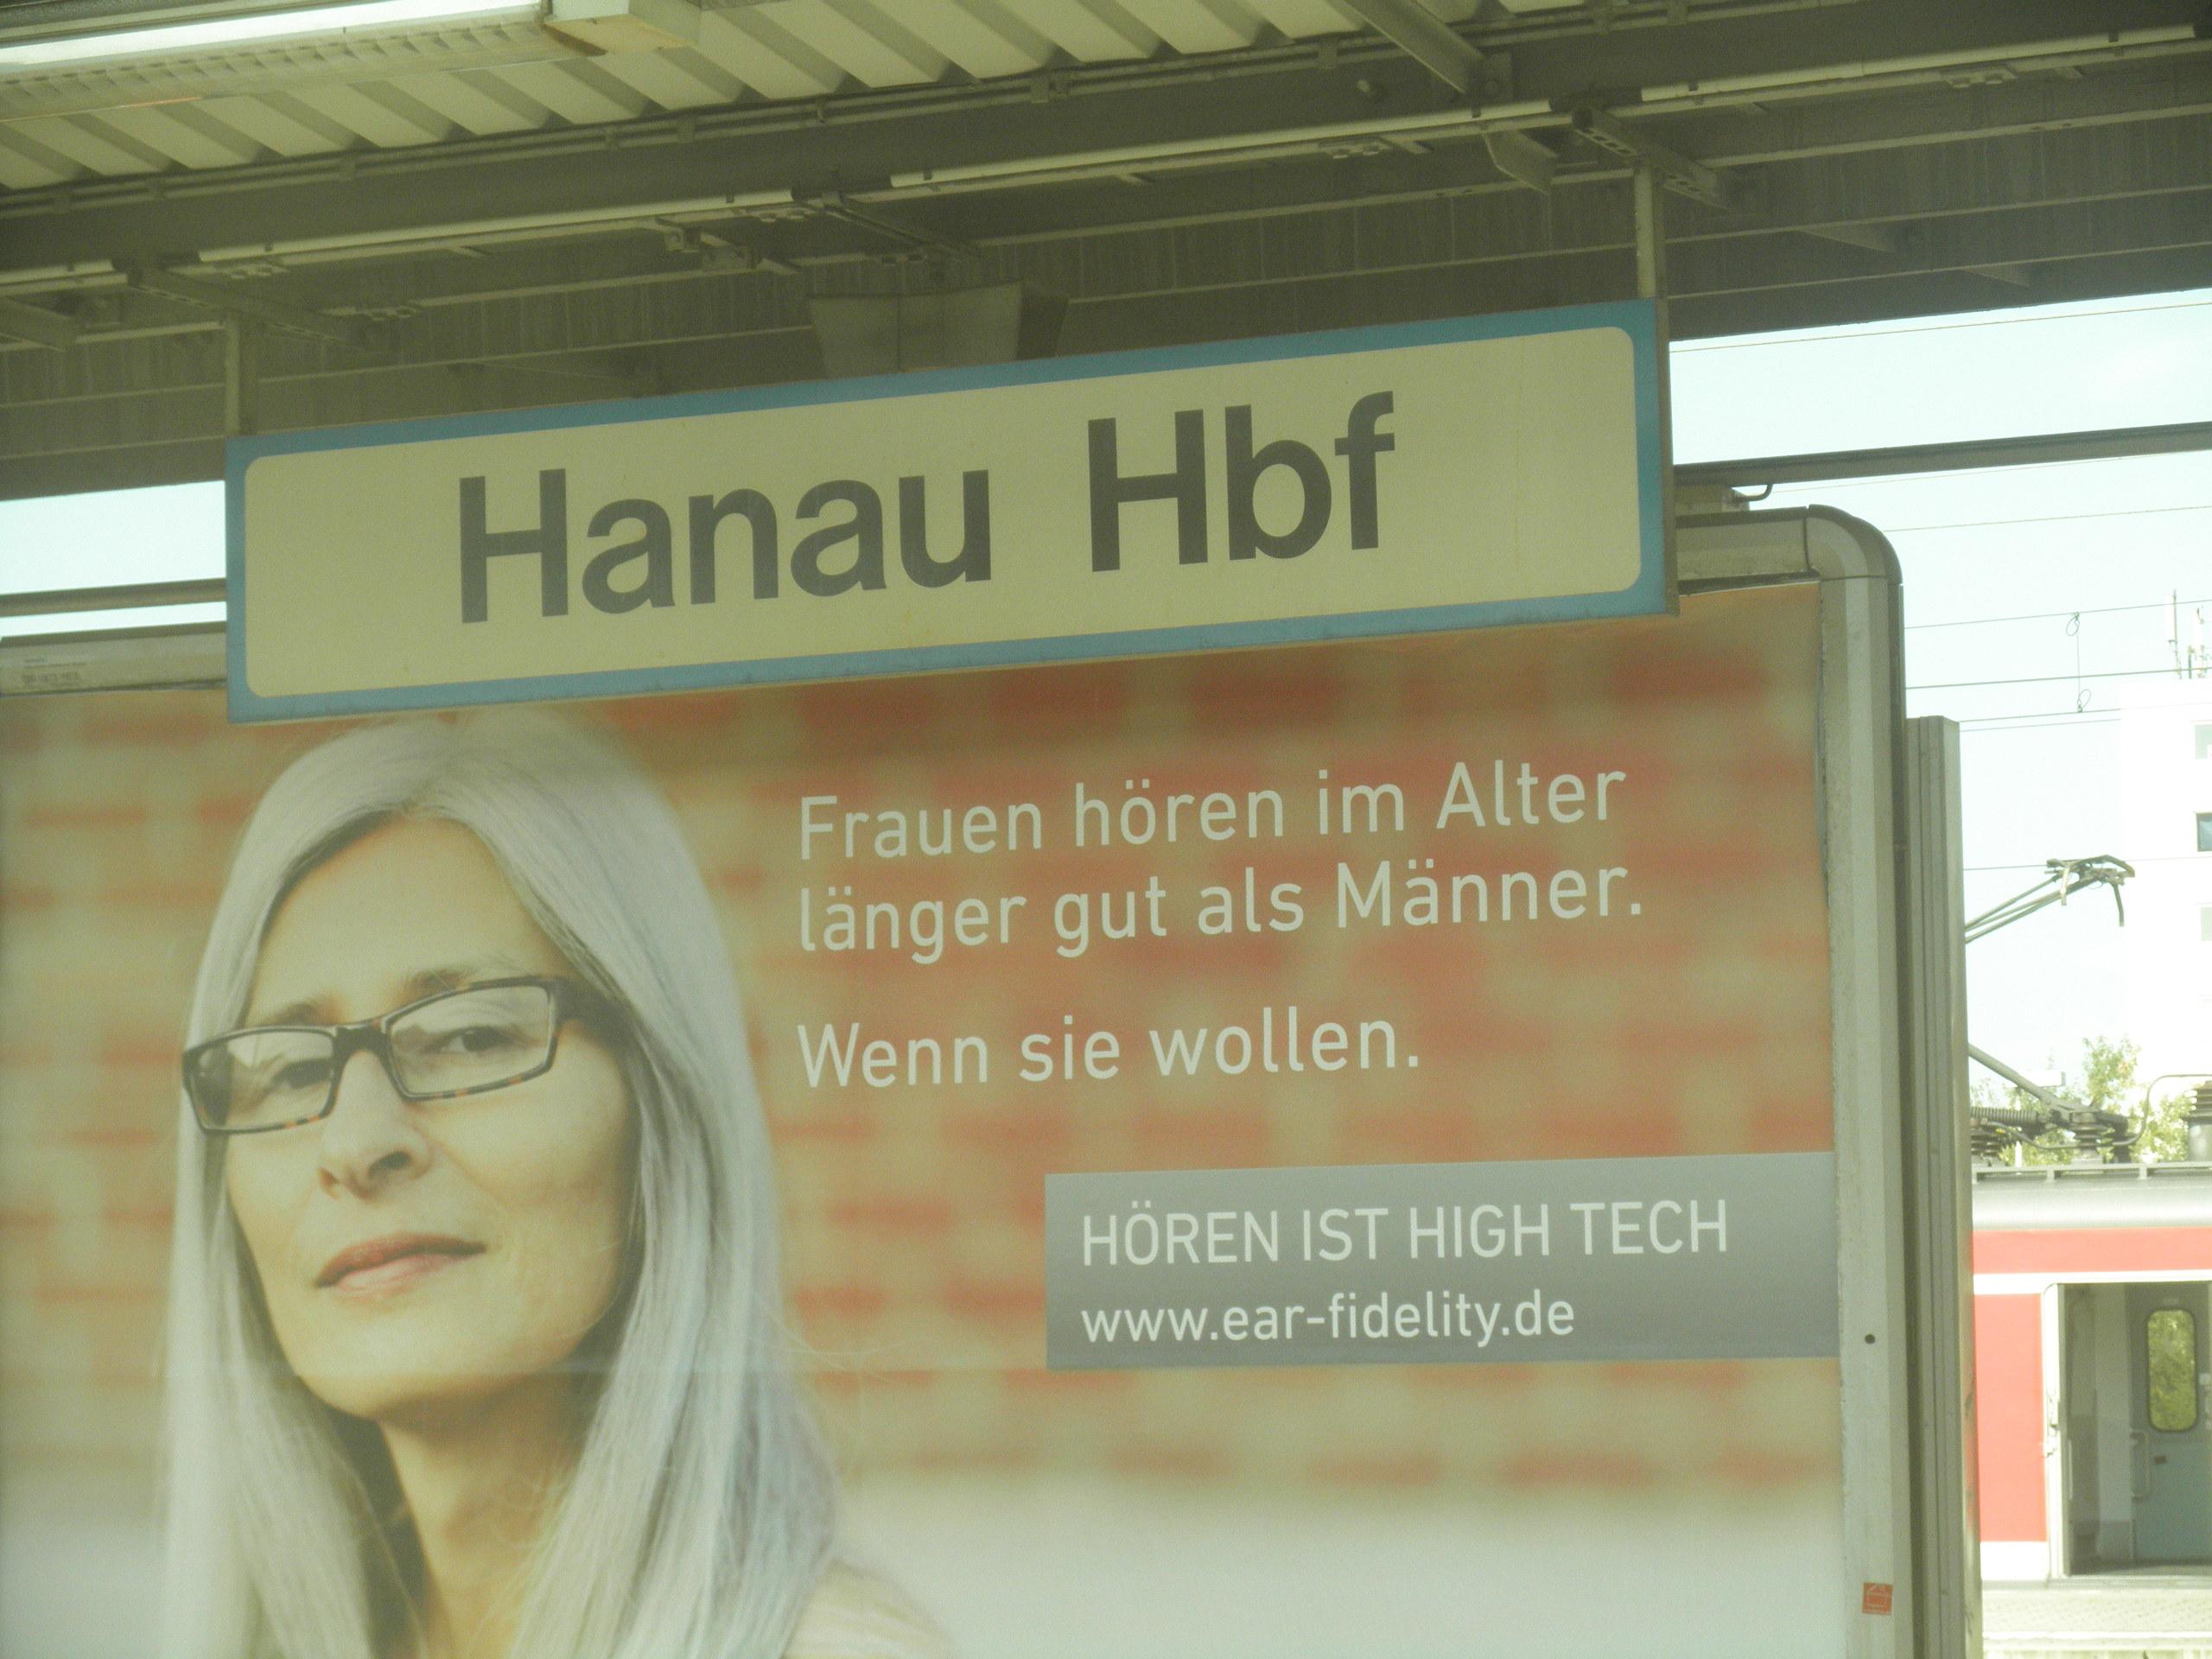 Hanau Hbf
Frauen hören im Alter
länger gut als Männer.
Wenn sie wollen.
HÖREN IST HIGH TECH
www.ear-fidelity.de